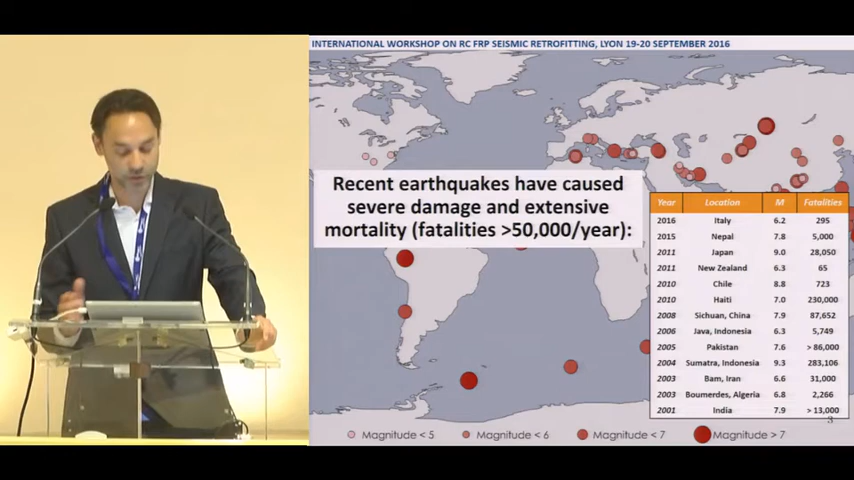 INTERNATIONAL WORKSHOP ON RC FRP SEISMIC RETROFITTING, LYON 19-20 SEPTEMBER 2016
Recent earthquakes have caused
severe damage and extensive
mortality (fatalities >50,000/year):
Year Location M Fatalities
2016 Italy 6.2 295
2015 Nepal 7.8 5,000
2011 Japan 9.0 28,050
2011 New Zealand 6.3 65
2010 Chile 8.8 723
2010 Haiti 7.0 230,000
2008 Sichuan, China 7.9 87,652
2006 Java, Indonesia 6.3 5,749
2005 Pakistan 7.6 > 86,000
2004 Sumatra, Indonesia 9.3 283,106
2003 Bam, Iran 6.6 31,000
2003 Boumerdes, Algeria 6.8 2,266
2001 India 7.9 > 13,000
3
Magnitude < 5 Magnitude < 6 Magnitude < 7 Magnitude > 7